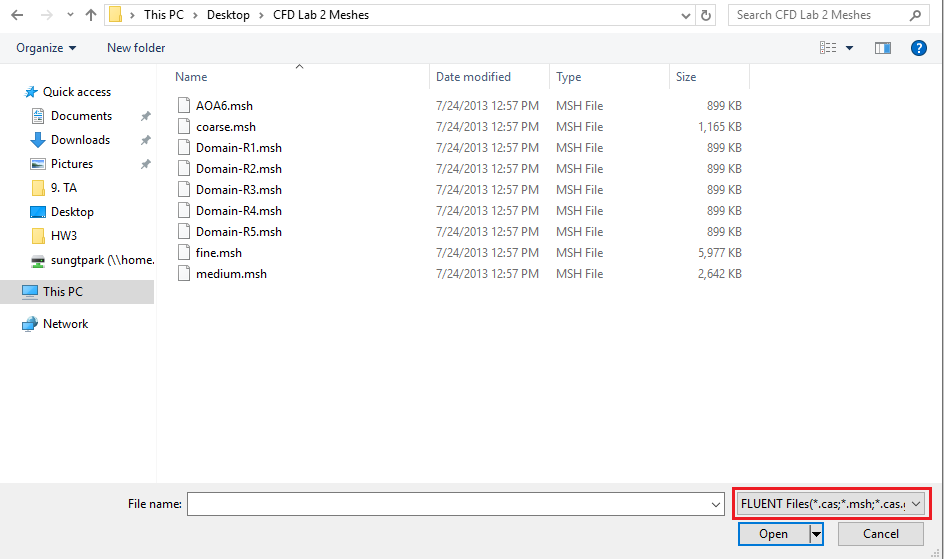 This PC > Desktop > CFD Lab 2 Meshes Search CFD Lab 2 Meshes
Organize New folder ?
Name Date modified Type Size
Quick access
Documents
Downloads
Pictures
9. TA
Desktop
HW3
sungtpark (\\home.
This PC
Network
AOA6.msh 7/24/2013 12:57 PM MSH File 899 KB
coarse.msh 7/24/2013 12:57 PM MSH File 1,165 KB
Domain-R1.msh 7/24/2013 12:57 PM MSH File 899 KB
Domain-R2.msh 7/24/2013 12:57 PM MSH File 899 KB
Domain-R3.msh 7/24/2013 12:57 PM MSH File 899 KB
Domain-R4.msh 7/24/2013 12:57 PM MSH File 899 KB
Domain-R5.msh 7/24/2013 12:57 PM MSH File 899 KB
fine.msh 7/24/2013 12:57 PM MSH File 5,977 KB
medium.msh 7/24/2013 12:57 PM MSH File 2,642 KB
File name: FLUENT Files(*.cas;*.msh;*.cas.g
Open Cancel